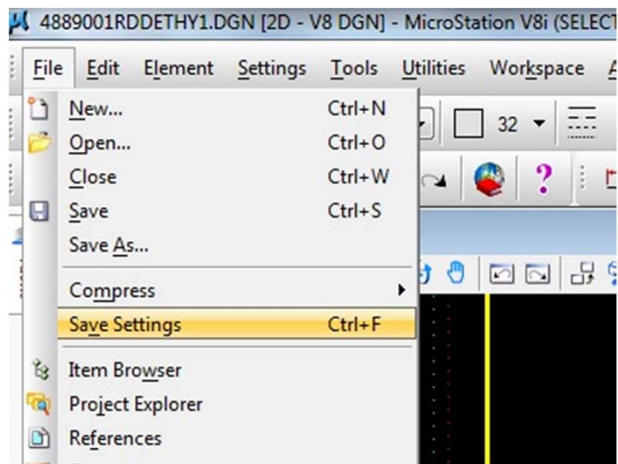 4889001RDDETHY1.DGN [2D - V8 DGN] - MicroStation V8i (SELECT
File Edit Element Settings Tools Utilities Workspace
New... Ctrl+N
32
Open... Ctrl+O
Close Ctrl+W
?
Save Ctrl+S
Save As...
Compress
Save Settings Ctrl+F
Item Browser
Project Explorer
References